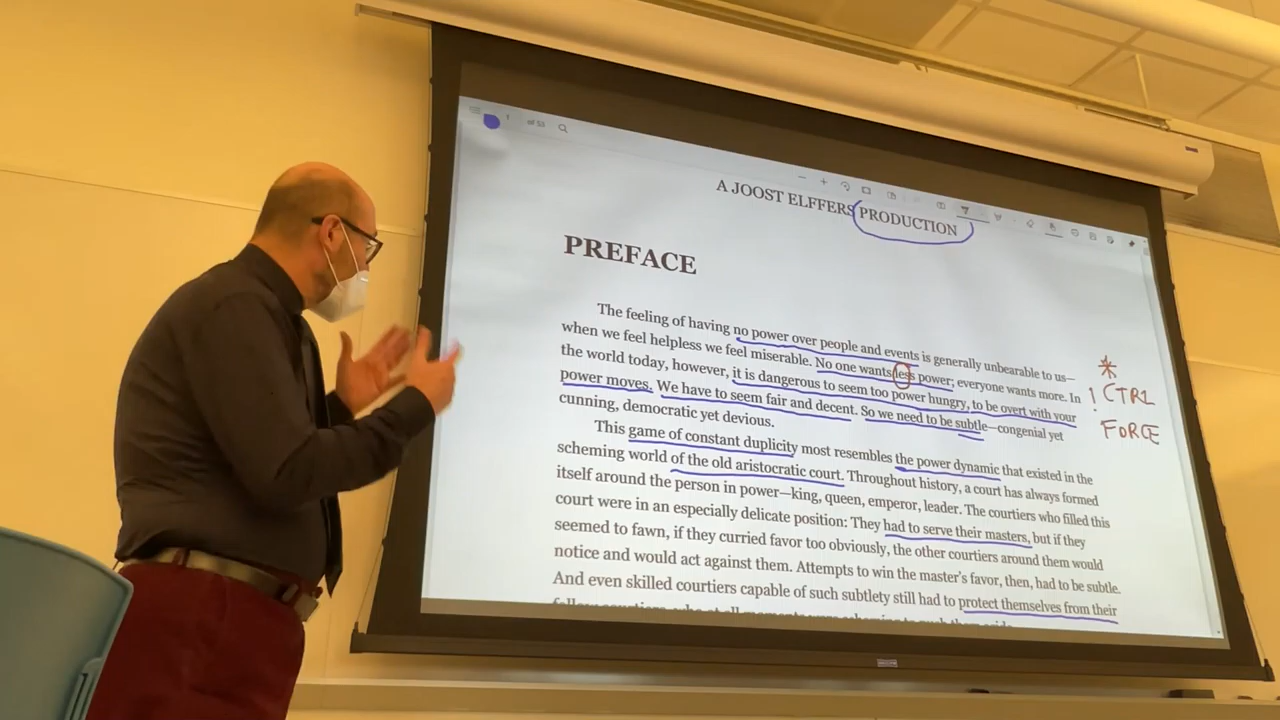 1 of 55
A JOOST ELFFERS PRODUCTION
PREFACE
The feeling of having no power over people and events is generally unbearable to us—
when we feel helpless we feel miserable. No one wants less power; everyone wants more. In
the world today, however, it is dangerous to seem too power hungry, to be overt with your
power moves. We have to seem fair and decent. So we need to be subtle—congenial yet
cunning, democratic yet devious.
This game of constant duplicity most resembles the power dynamic that existed in the
scheming world of the old aristocratic court. Throughout history, a court has always formed
itself around the person in power—king, queen, emperor, leader. The courtiers who filled this
court were in an especially delicate position: They had to serve their masters, but if they
seemed to fawn, if they curried favor too obviously, the other courtiers around them would
notice and would act against them. Attempts to win the master's favor, then, had to be subtle.
And even skilled courtiers capable of such subtlety still had to protect themselves from their
* 
! CTRL
FORCE